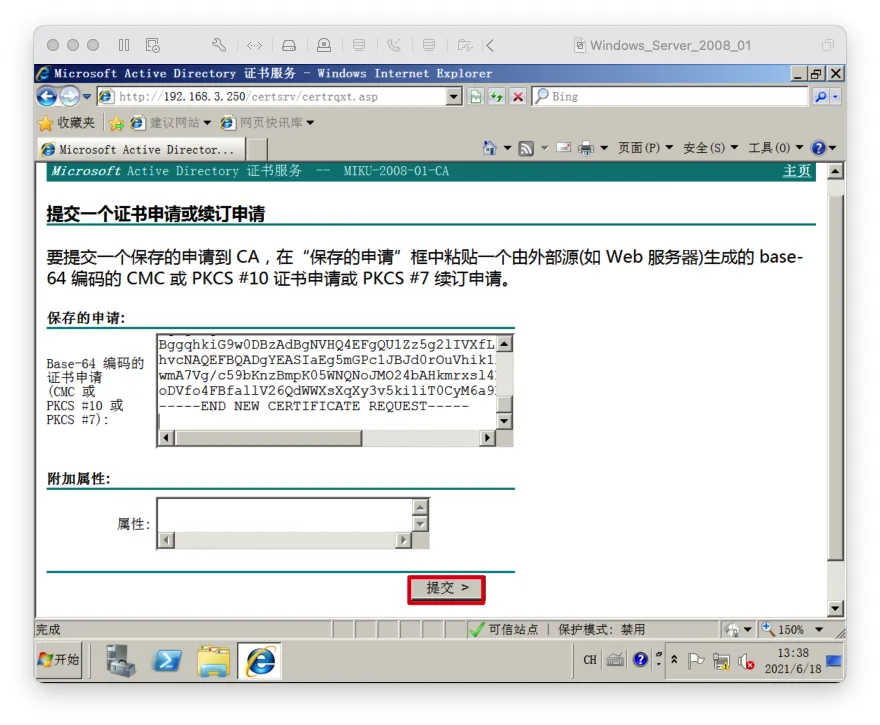 Windows_Server_2008_01
Microsoft Active Directory 证书服务 - Windows Internet Explorer
http://192.168.3.250/certsrv/certrqxt.asp
Bing
收藏夹
建议网站
网页快讯库
Microsoft Active Director...
页面(P)
安全(S)
工具(O)
Microsoft Active Directory 证书服务 -- MIKU-2008-01-CA
主页
提交一个证书申请或续订申请
要提交一个保存的申请到 CA，在“保存的申请”框中粘贴一个由外部源(如 Web 服务器)生成的 base-
64 编码的 CMC 或 PKCS #10 证书申请或 PKCS #7 续订申请。
保存的申请:
Base-64 编码的
证书申请
(CMC 或
PKCS #10 或
PKCS #7):
BggqhkiG9w0DBzAdBgNVHQ4EFgQU1Zz5g2lIVXfL
hvcNAQEFBQADgYEASIaEg5mGPc1JBJd0rOuVhik1
wmA7Vg/c59bKnzBmpK05WNQNoJMO24bAHkmrxsl4
oDVfo4FBfallV26QdWWXsXqXy3v5ki1iT0CyM6a9
-----END NEW CERTIFICATE REQUEST-----
附加属性:
属性:
提交 >
完成
可信站点 | 保护模式: 禁用
150%
开始
CH
13:38
2021/6/18